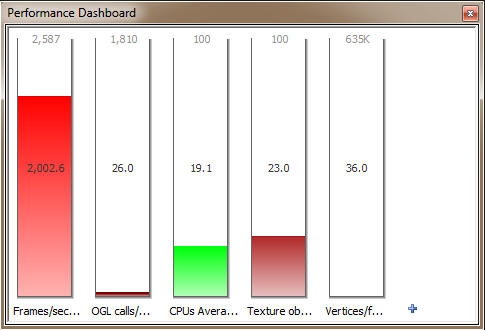 Performance Dashboard
2,587 1,810 100 100 635K
2,002.6 26.0 19.1 23.0 36.0
Frames/sec... OGL calls/... CPUs Avera... Texture ob... Vertices/f...